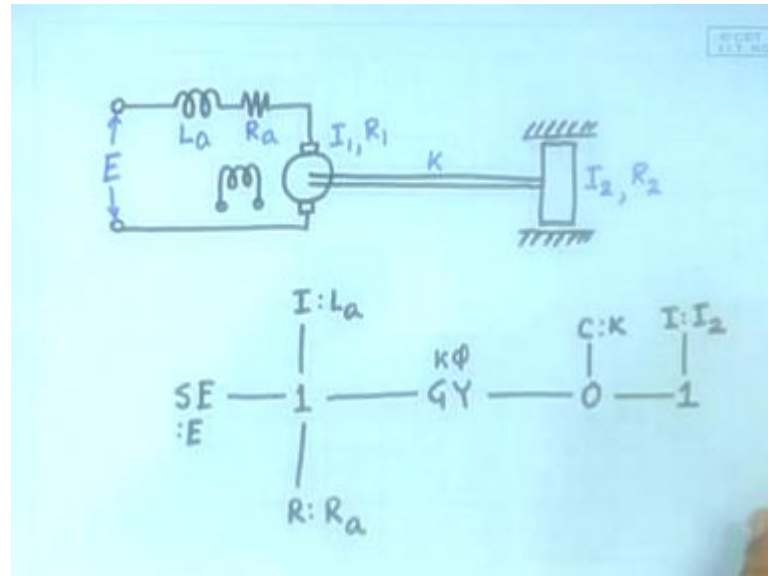 La Ra I1, R1
E K I2, R2
I:La
C:K I:I2
KΦ
SE 1 GY 0 1
:E
R:Ra